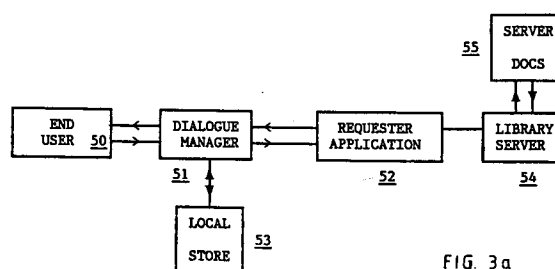 55
SERVER
DOCS
END
USER 50
DIALOGUE
MANAGER
REQUESTER
APPLICATION
LIBRARY
SERVER
51
52
54
LOCAL
STORE
53
FIG. 3a